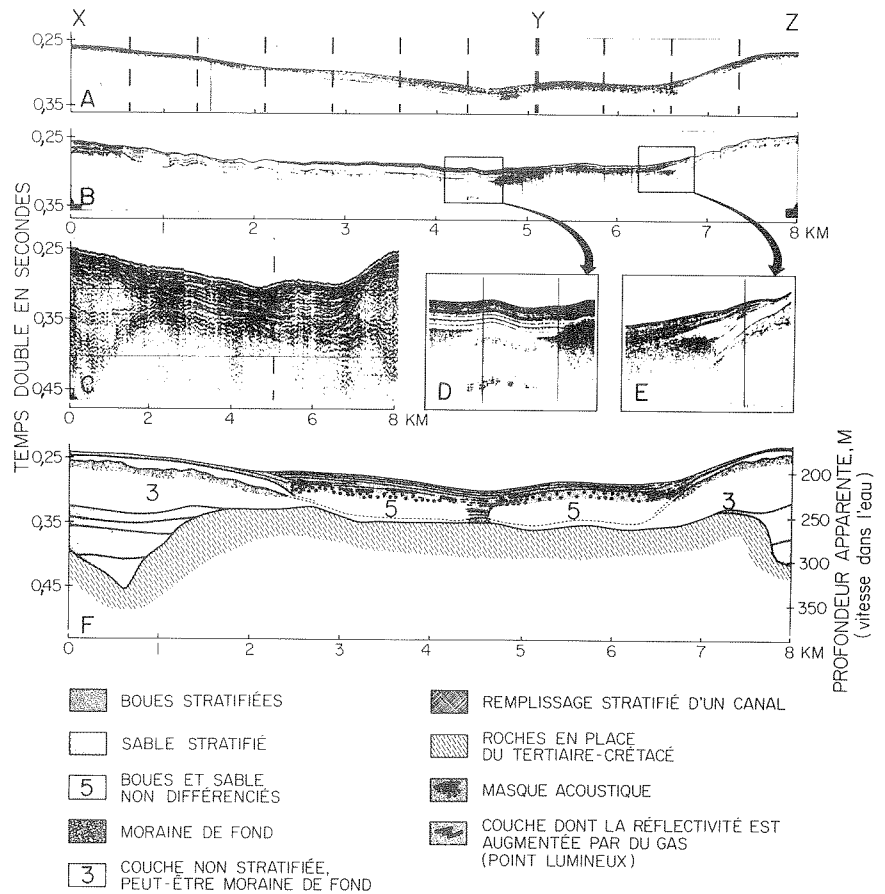 X Y Z
0,25
0,35
A
0,25
0,35
B
0 1 2 3 4 5 6 7 8 KM
TEMPS DOUBLE EN SECONDES
0,25
0,35
0,45
C
0 2 4 6 8 KM
D
E
0,25
0,35
0,45
3
5
5
3
F
200
250
300
350
PROFONDEUR APPARENTE, M
(vitesse dans l'eau)
0 1 2 3 4 5 6 7 8 KM
BOUES STRATIFIÉES
SABLE STRATIFIÉ
5 BOUES ET SABLE
NON DIFFÉRENCIÉS
MORAINE DE FOND
3 COUCHE NON STRATIFIÉE,
PEUT-ÊTRE MORAINE DE FOND
REMPLISSAGE STRATIFIÉ D'UN CANAL
ROCHES EN PLACE
DU TERTIAIRE-CRÉTACÉ
MASQUE ACOUSTIQUE
COUCHE DONT LA RÉFLECTIVITÉ EST
AUGMENTÉE PAR DU GAS
(POINT LUMINEUX)